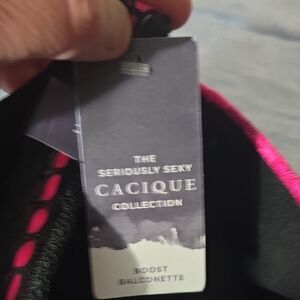 THE
SERIOUSLY SEXY
CACIQUE
COLLECTION
BOOST
BALCONETTE